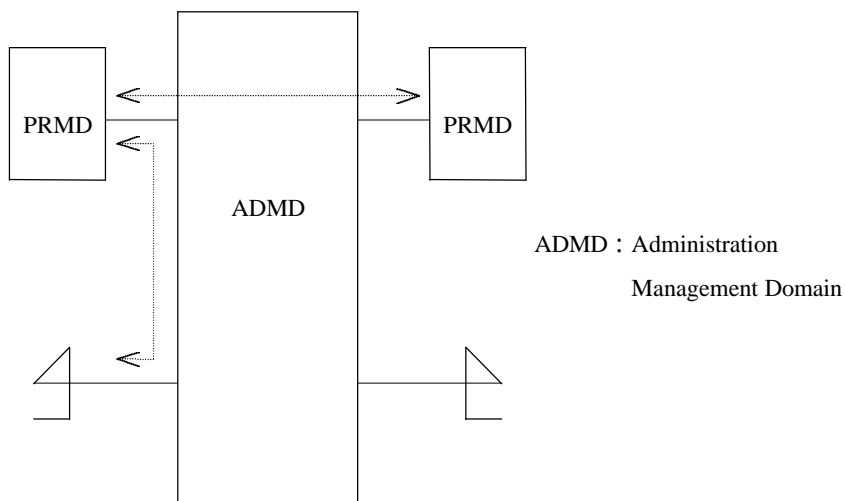 PRMD
PRMD
ADMD
ADMD : Administration
Management Domain